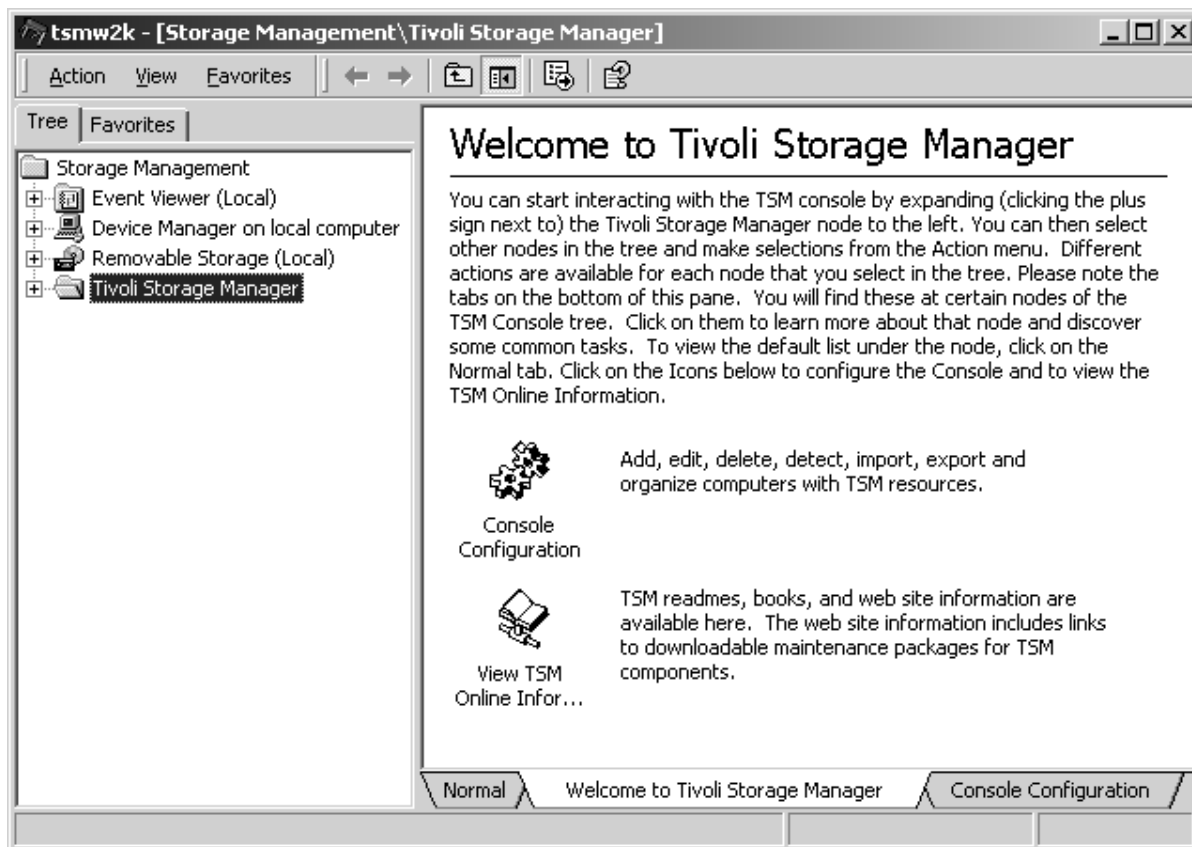 tsmw2k - [Storage Management\Tivoli Storage Manager]
Action View Favorites
Tree Favorites
Storage Management
Event Viewer (Local)
Device Manager on local computer
Removable Storage (Local)
Tivoli Storage Manager
Welcome to Tivoli Storage Manager
You can start interacting with the TSM console by expanding (clicking the plus
sign next to) the Tivoli Storage Manager node to the left. You can then select
other nodes in the tree and make selections from the Action menu. Different
actions are available for each node that you select in the tree. Please note the
tabs on the bottom of this pane. You will find these at certain nodes of the
TSM Console tree. Click on them to learn more about that node and discover
some common tasks. To view the default list under the node, click on the
Normal tab. Click on the Icons below to configure the Console and to view the
TSM Online Information.
Console
Configuration
Add, edit, delete, detect, import, export and
organize computers with TSM resources.
View TSM
Online Infor...
TSM readmes, books, and web site information are
available here. The web site information includes links
to downloadable maintenance packages for TSM
components.
Normal Welcome to Tivoli Storage Manager Console Configuration